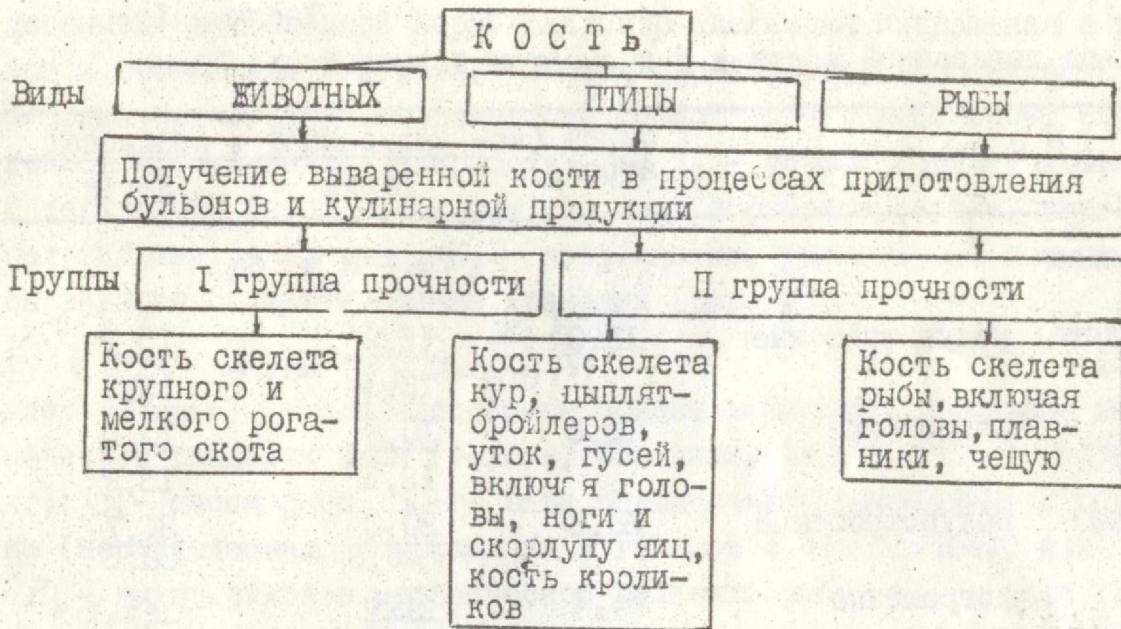 КОСТЬ
Виды ЖИВОТНЫХ ПТИЦЫ РЫБЫ
Получение вываренной кости в процессах приготовления
бульонов и кулинарной продукции
Группы I группа прочности II группа прочности
Кость скелета
крупного и
мелкого рога-
того скота
Кость скелета
кур, цыплят-
бройлеров,
уток, гусей,
включая голо-
вы, ноги и
скорлупу яиц,
кость кроли-
ков
Кость скелета
рыбы, включая
головы, плав-
ники, чешую